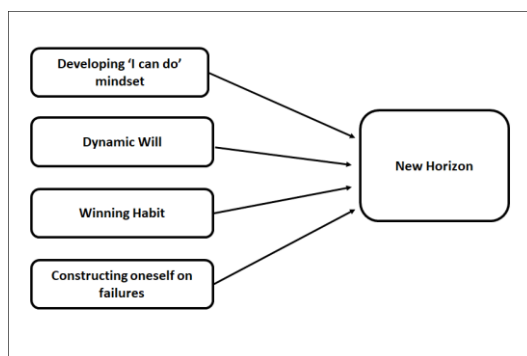 Developing ‘I can do’
mindset
Dynamic Will
New Horizon
Winning Habit
Constructing oneself on
failures